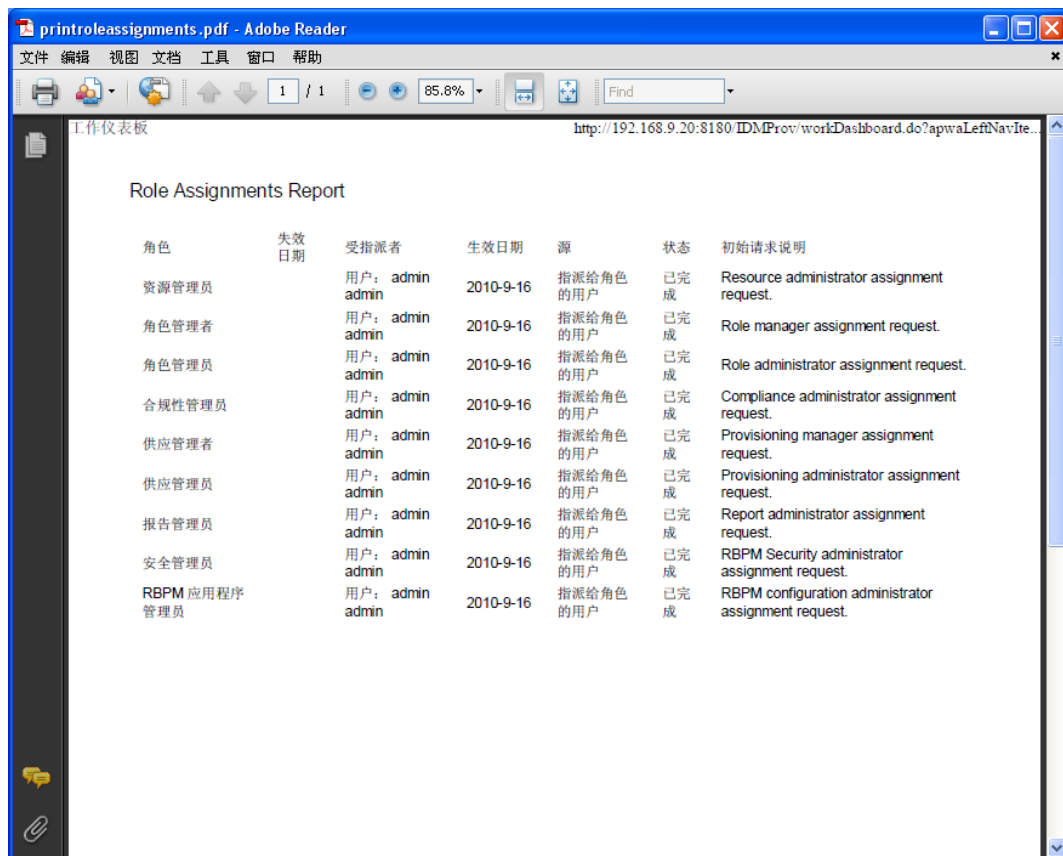 printroleassignments.pdf - Adobe Reader
文件 编辑 视图 文档 工具 窗口 帮助
1 / 1 85.8% Find
工作仪表板 http://192.168.9.20:8180/IDMProv/workDashboard.do?apwaLeftNavIte...
Role Assignments Report
角色 失效日期 受指派者 生效日期 源 状态 初始请求说明
资源管理员 用户： admin admin 2010-9-16 指派给角色的用户 已完成 Resource administrator assignment request.
角色管理者 用户： admin admin 2010-9-16 指派给角色的用户 已完成 Role manager assignment request.
角色管理员 用户： admin admin 2010-9-16 指派给角色的用户 已完成 Role administrator assignment request.
合规性管理员 用户： admin admin 2010-9-16 指派给角色的用户 已完成 Compliance administrator assignment request.
供应管理者 用户： admin admin 2010-9-16 指派给角色的用户 已完成 Provisioning manager assignment request.
供应管理员 用户： admin admin 2010-9-16 指派给角色的用户 已完成 Provisioning administrator assignment request.
报告管理员 用户： admin admin 2010-9-16 指派给角色的用户 已完成 Report administrator assignment request.
安全管理员 用户： admin admin 2010-9-16 指派给角色的用户 已完成 RBPM Security administrator assignment request.
RBPM 应用程序管理员 用户： admin admin 2010-9-16 指派给角色的用户 已完成 RBPM configuration administrator assignment request.